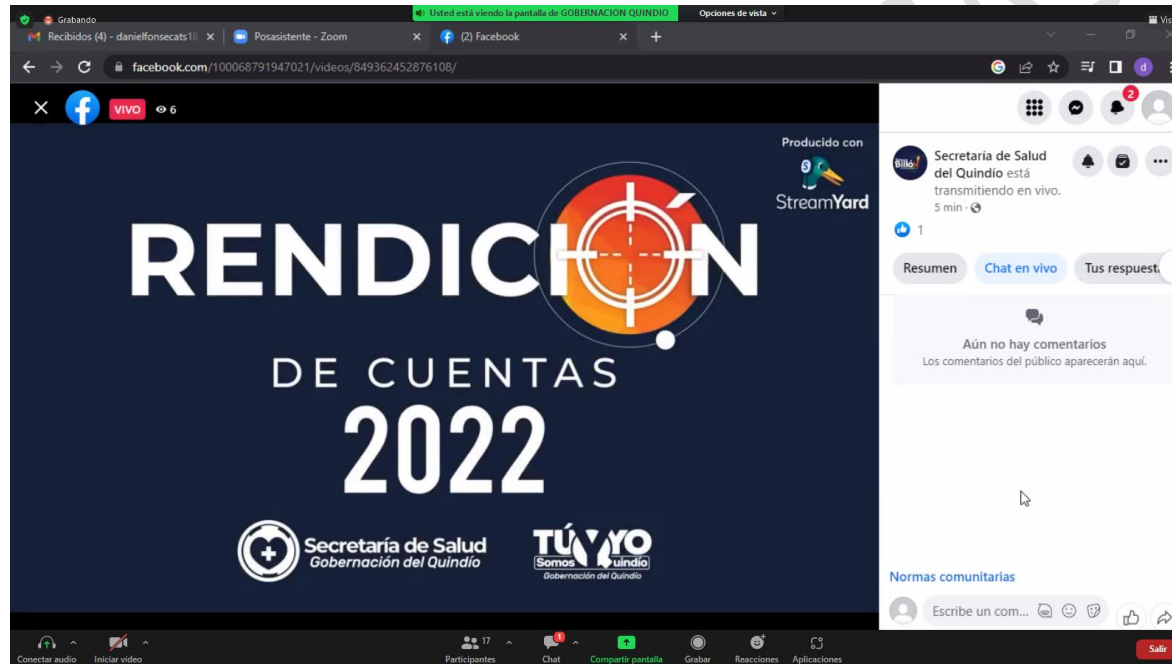 Grabando
Usted está viendo la pantalla de GOBERNACION QUINDIO
Opciones de vista
Vis
Recibidos (4) - danielfonsecats18
Posasistente - Zoom
(2) Facebook
facebook.com/100068791947021/videos/849362452876108/
VIVO 6
Producido con
StreamYard
RENDICIÓN
DE CUENTAS
2022
Secretaría de Salud
Gobernación del Quindío
TÚ Y YO
Somos Quindío
Gobernación del Quindío
2
Secretaría de Salud
del Quindío está
transmitiendo en vivo.
5 min ·
1
Resumen
Chat en vivo
Tus respuest
Aún no hay comentarios
Los comentarios del público aparecerán aquí.
Normas comunitarias
Escribe un com...
Conectar audio
Iniciar video
17
Participantes
1
Chat
Compartir pantalla
Grabar
Reacciones
Aplicaciones
Salir